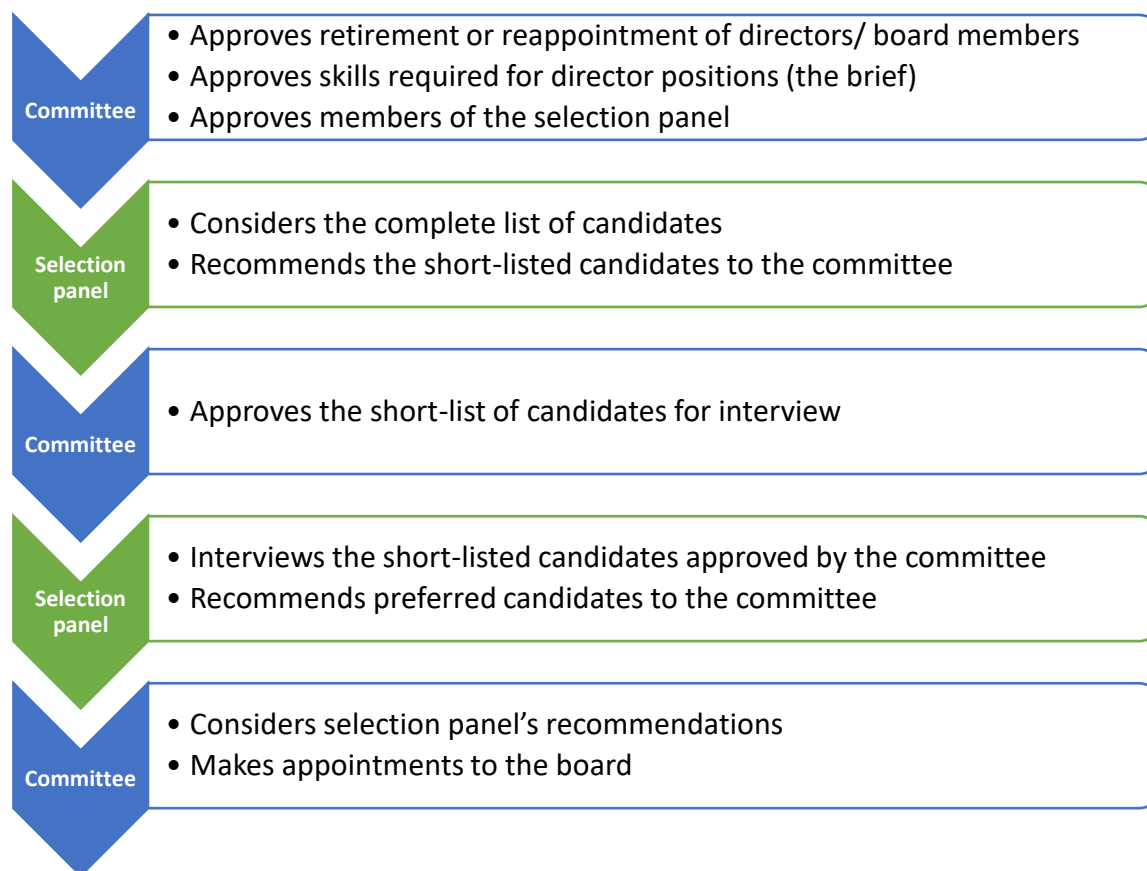 Committee
• Approves retirement or reappointment of directors/ board members
• Approves skills required for director positions (the brief)
• Approves members of the selection panel
Selection
panel
• Considers the complete list of candidates
• Recommends the short-listed candidates to the committee
Committee
• Approves the short-list of candidates for interview
Selection
panel
• Interviews the short-listed candidates approved by the committee
• Recommends preferred candidates to the committee
Committee
• Considers selection panel’s recommendations
• Makes appointments to the board